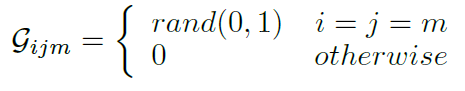 𝒢ijm = { rand(0, 1) i = j = m
0 otherwise